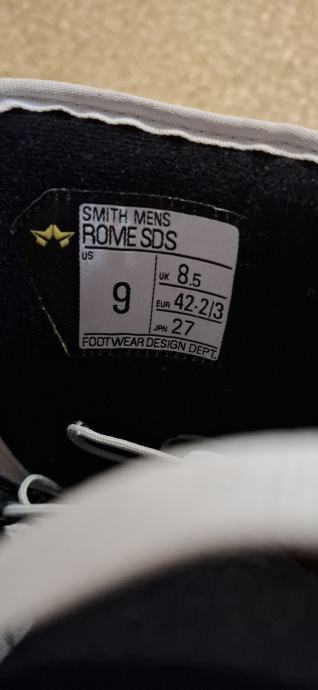 SMITH MENS
ROME SDS
US 9
UK 8.5
EUR 42·2/3
JPN 27
FOOTWEAR DESIGN DEPT.